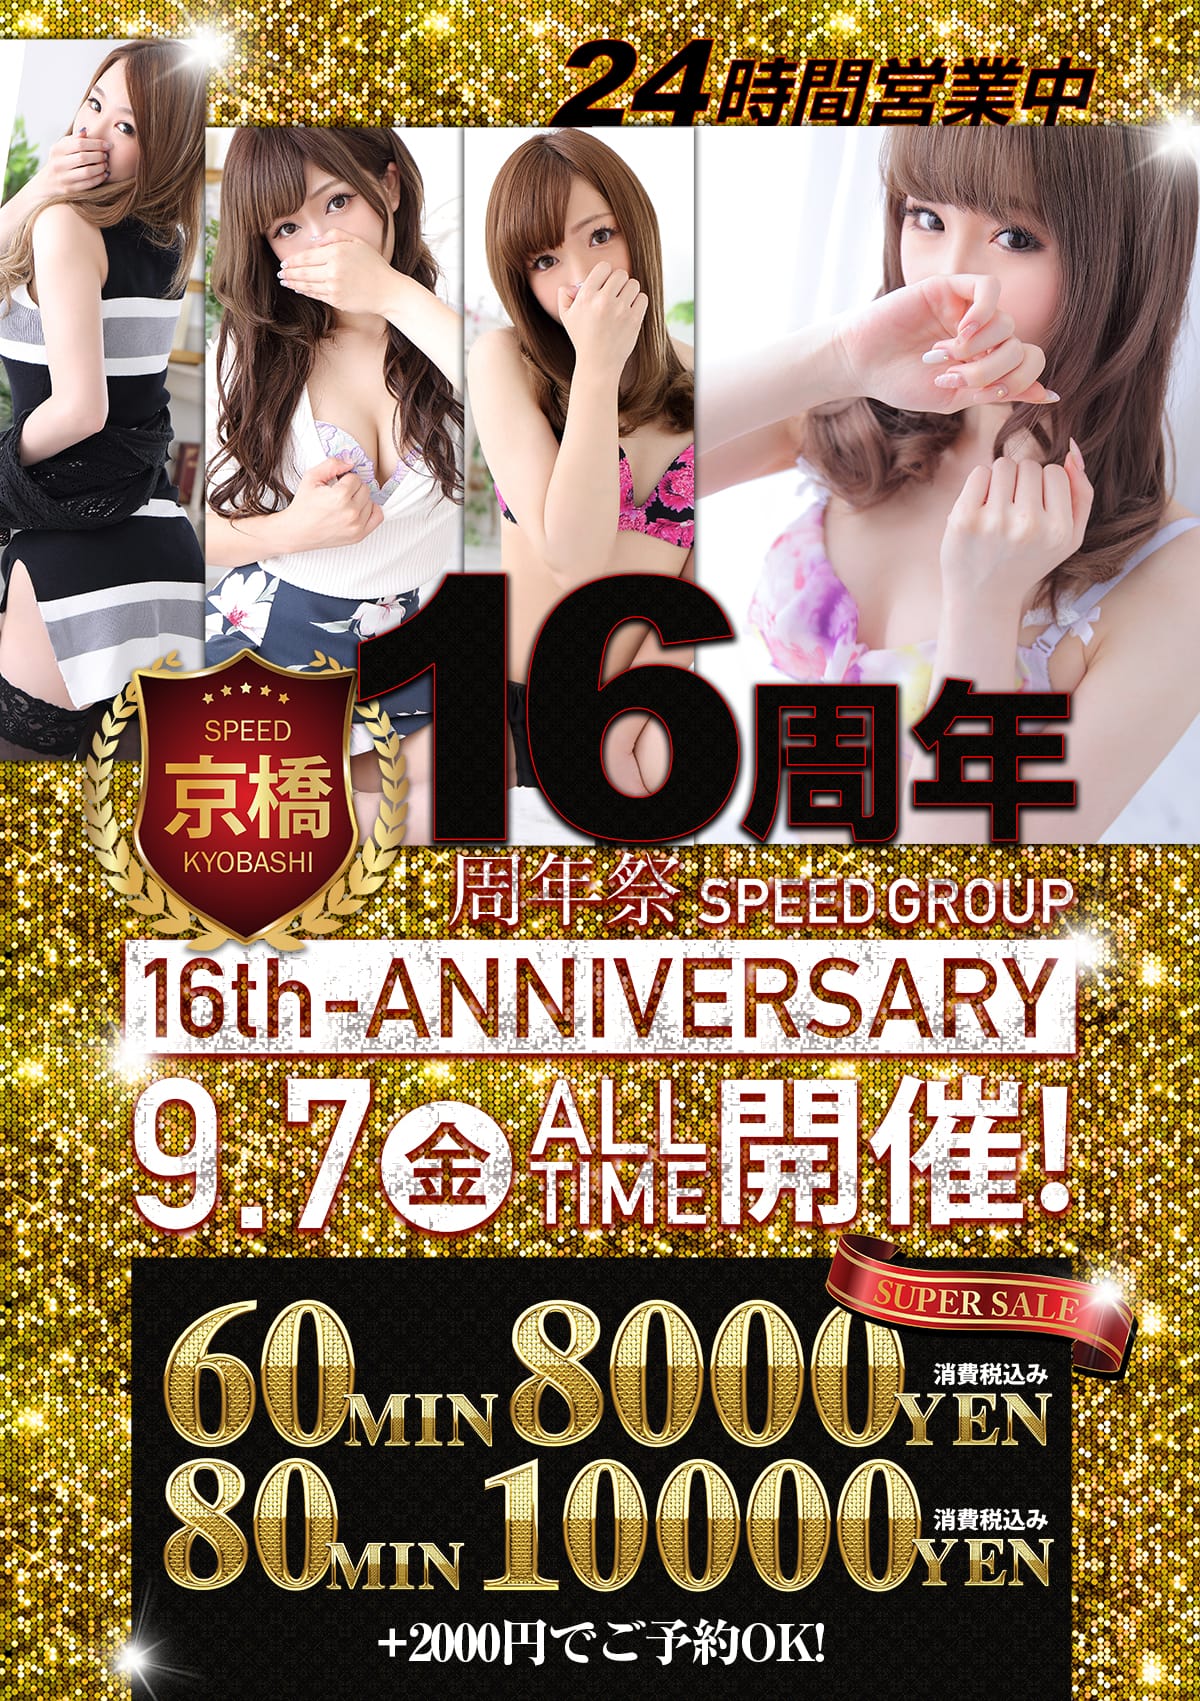 24時間営業中
16周年
SPEED
京橋
KYOBASHI
周年祭 SPEED GROUP
16th-ANNIVERSARY
9.7金 ALL TIME 開催!
SUPER SALE
60MIN 8000YEN 消費税込み
80MIN 10000YEN 消費税込み
+2000円でご予約OK!